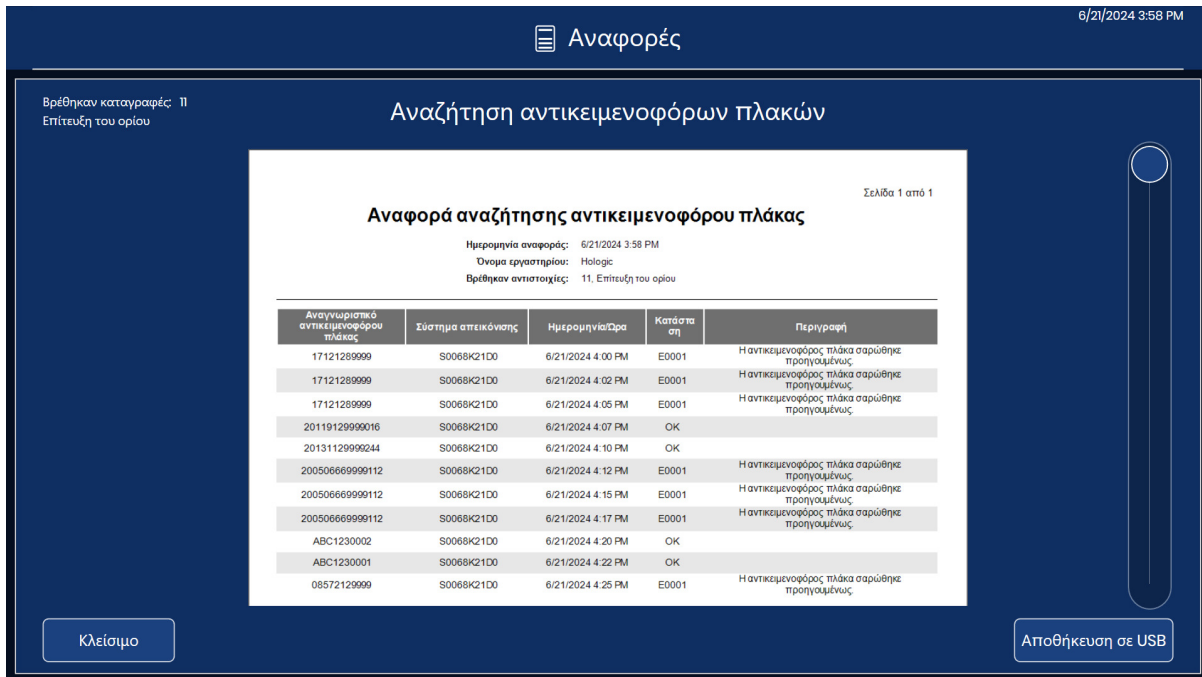 6/21/2024 3:58 PM
Αναφορές
Βρέθηκαν καταγραφές: 11
Επίτευξη του ορίου
Αναζήτηση αντικειμενοφόρων πλακών
Σελίδα 1 από 1
Αναφορά αναζήτησης αντικειμενοφόρου πλάκας
Ημερομηνία αναφοράς: 6/21/2024 3:58 PM
Όνομα εργαστηρίου: Hologic
Βρέθηκαν αντιστοιχίες: 11, Επίτευξη του ορίου
Αναγνωριστικό αντικειμενοφόρου πλάκας Σύστημα απεικόνισης Ημερομηνία/Ώρα Κατάστα ση Περιγραφή
17121289999 S0068K21D0 6/21/2024 4:00 PM E0001 Η αντικειμενοφόρος πλάκα σαρώθηκε προηγουμένως.
17121289999 S0068K21D0 6/21/2024 4:02 PM E0001 Η αντικειμενοφόρος πλάκα σαρώθηκε προηγουμένως.
17121289999 S0068K21D0 6/21/2024 4:05 PM E0001 Η αντικειμενοφόρος πλάκα σαρώθηκε προηγουμένως.
20119129999016 S0068K21D0 6/21/2024 4:07 PM OK
20131129999244 S0068K21D0 6/21/2024 4:10 PM OK
200506669999112 S0068K21D0 6/21/2024 4:12 PM E0001 Η αντικειμενοφόρος πλάκα σαρώθηκε προηγουμένως.
200506669999112 S0068K21D0 6/21/2024 4:15 PM E0001 Η αντικειμενοφόρος πλάκα σαρώθηκε προηγουμένως.
200506669999112 S0068K21D0 6/21/2024 4:17 PM E0001 Η αντικειμενοφόρος πλάκα σαρώθηκε προηγουμένως.
ABC1230002 S0068K21D0 6/21/2024 4:20 PM OK
ABC1230001 S0068K21D0 6/21/2024 4:22 PM OK
08572129999 S0068K21D0 6/21/2024 4:25 PM E0001 Η αντικειμενοφόρος πλάκα σαρώθηκε προηγουμένως.
Κλείσιμο
Αποθήκευση σε USB